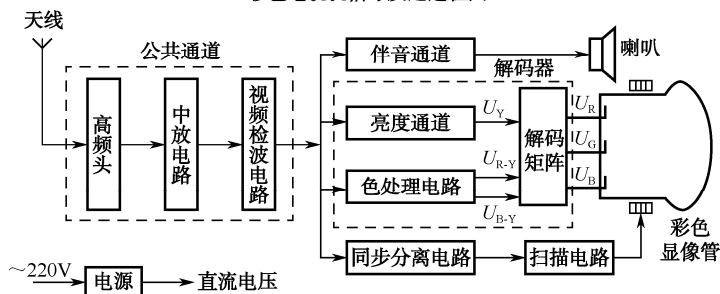 天线
公共通道
高频头
中放电路
视频检波电路
伴音通道
喇叭
解码器
亮度通道
U_Y
解码矩阵
U_R
U_G
U_B
U_R-Y
色处理电路
U_B-Y
彩色显像管
同步分离电路
扫描电路
~220V
电源
直流电压